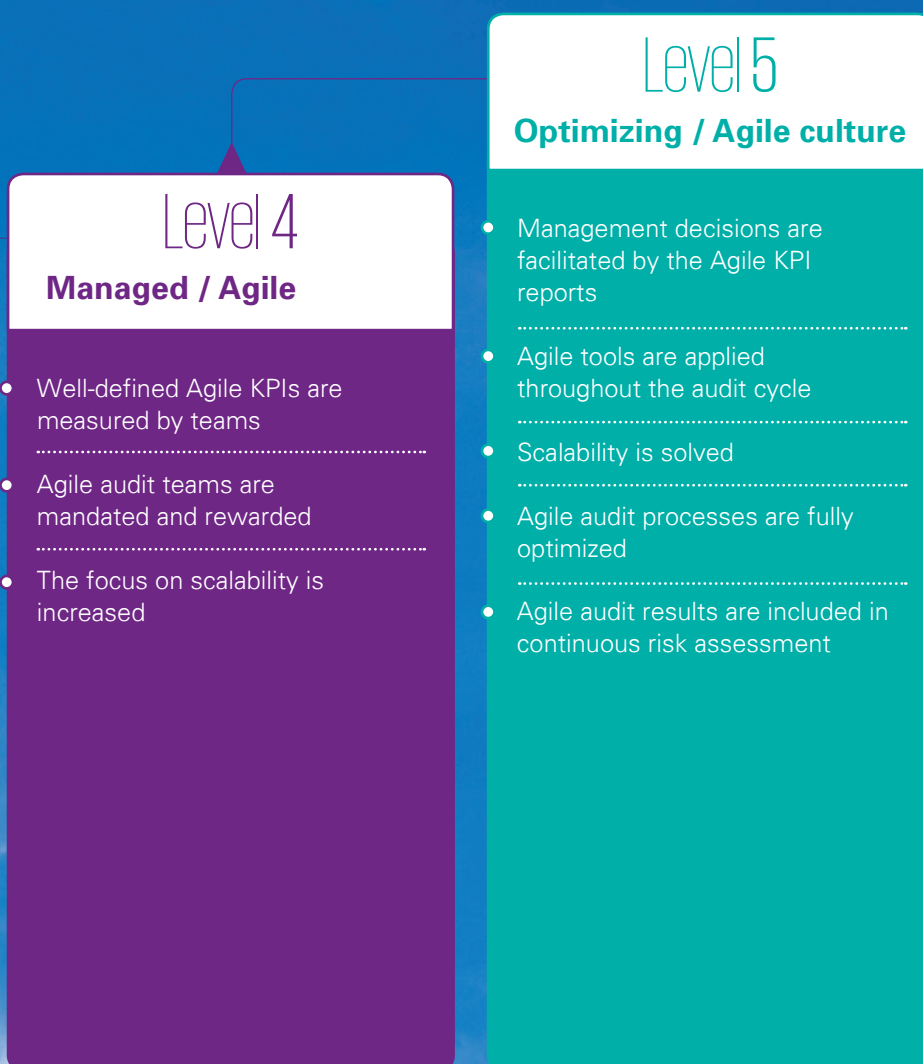 Level 4
Managed / Agile
Well-defined Agile KPIs are
measured by teams
Agile audit teams are
mandated and rewarded
The focus on scalability is
increased
Level 5
Optimizing / Agile culture
Management decisions are
facilitated by the Agile KPI
reports
Agile tools are applied
throughout the audit cycle
Scalability is solved
Agile audit processes are fully
optimized
Agile audit results are included in
continuous risk assessment